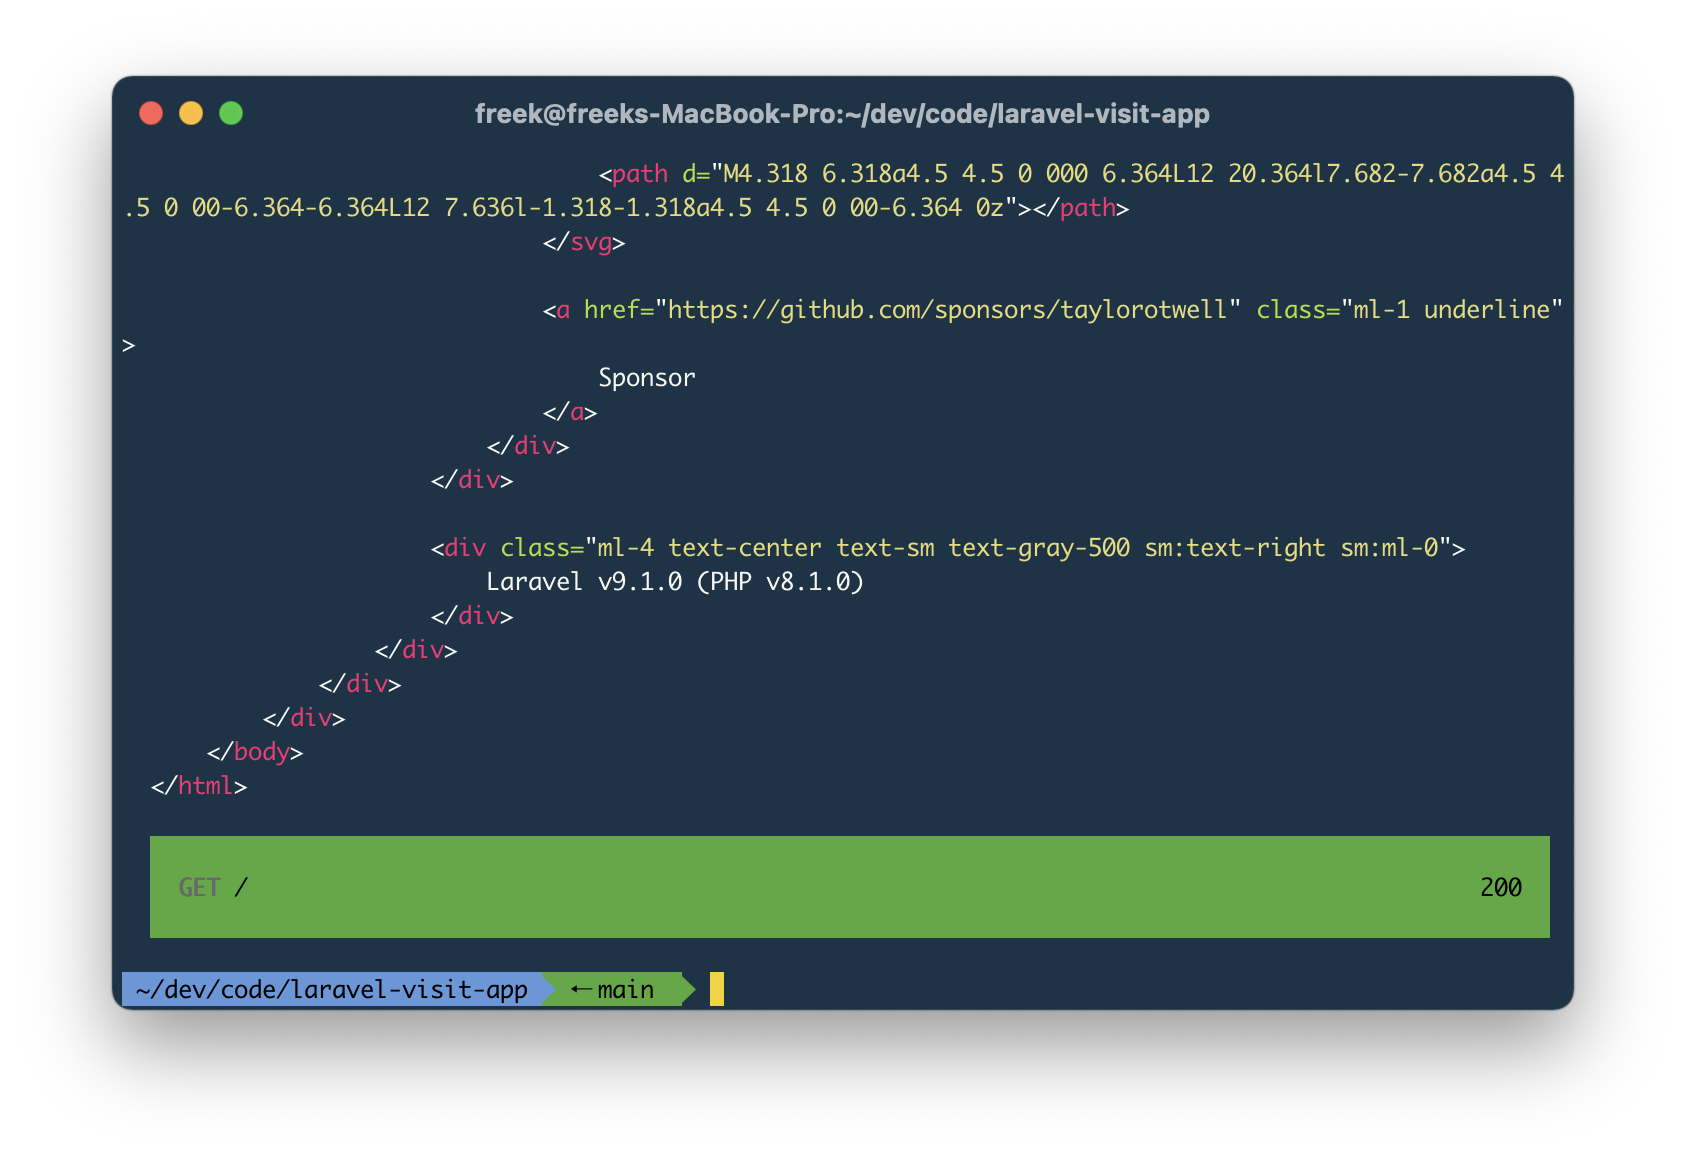 freek@freeks-MacBook-Pro:~/dev/code/laravel-visit-app
<path d="M4.318 6.318a4.5 4.5 0 000 6.364L12 20.364l7.682-7.682a4.5 4
.5 0 00-6.364-6.364L12 7.636l-1.318-1.318a4.5 4.5 0 00-6.364 0z"></path>
</svg>
<a href="https://github.com/sponsors/taylorotwell" class="ml-1 underline"
>
Sponsor
</a>
</div>
</div>
<div class="ml-4 text-center text-sm text-gray-500 sm:text-right sm:ml-0">
Laravel v9.1.0 (PHP v8.1.0)
</div>
</div>
</div>
</div>
</body>
</html>
GET / 200
~/dev/code/laravel-visit-app ←main